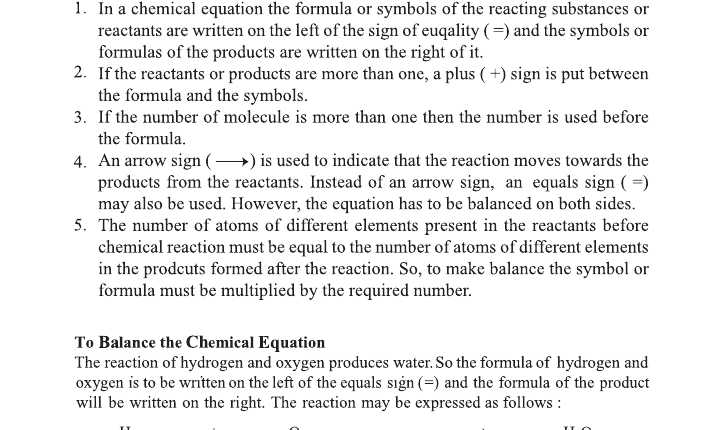 1. In a chemical equation the formula or symbols of the reacting substances or
reactants are written on the left of the sign of euqality ( =) and the symbols or
formulas of the products are written on the right of it.
2. If the reactants or products are more than one, a plus ( +) sign is put between
the formula and the symbols.
3. If the number of molecule is more than one then the number is used before
the formula.
4. An arrow sign ( ⟶) is used to indicate that the reaction moves towards the
products from the reactants. Instead of an arrow sign, an equals sign ( =)
may also be used. However, the equation has to be balanced on both sides.
5. The number of atoms of different elements present in the reactants before
chemical reaction must be equal to the number of atoms of different elements
in the prodcuts formed after the reaction. So, to make balance the symbol or
formula must be multiplied by the required number.
To Balance the Chemical Equation
The reaction of hydrogen and oxygen produces water. So the formula of hydrogen and
oxygen is to be written on the left of the equals sign (=) and the formula of the product
will be written on the right. The reaction may be expressed as follows :